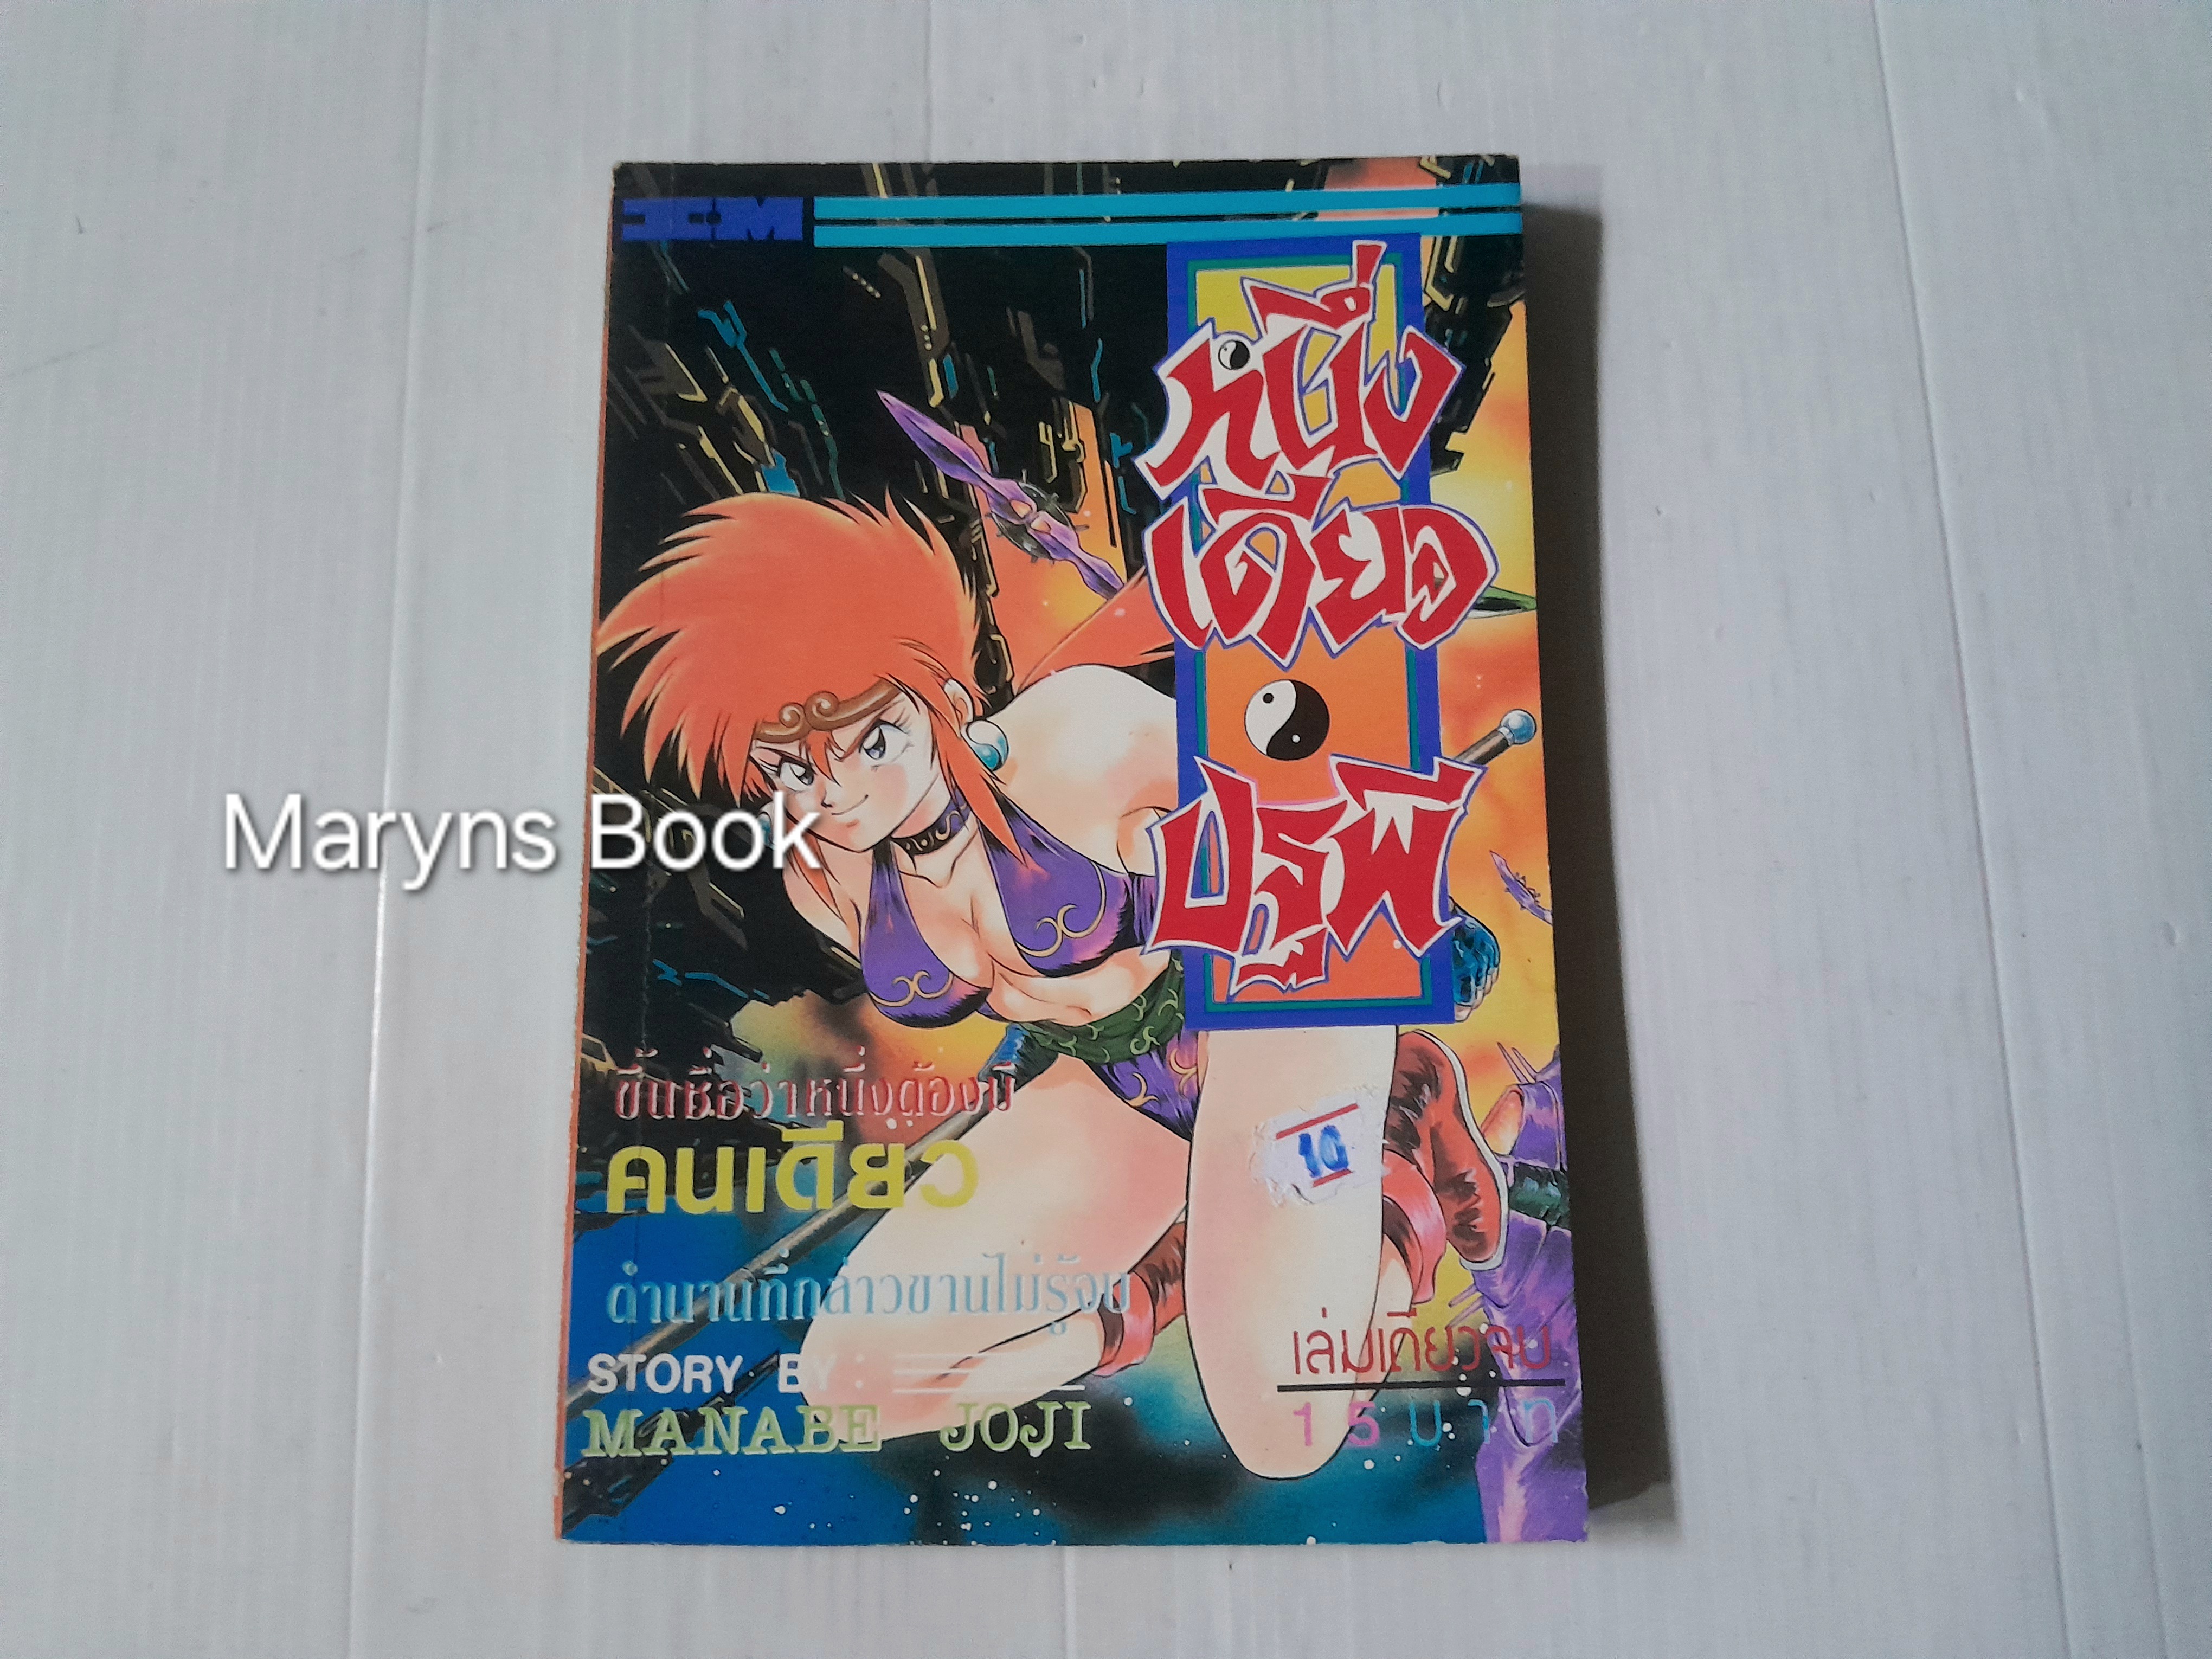 ICM
หนึ่ง
เดียว
ปฐพี
Maryns Book
ขึ้นชื่อว่าหนึ่งต้องมี
คนเดียว
10
ตำนานที่กล่าวขานไม่รู้จบ
STORY BY:
MANABE JOJI
เล่มเดียวจบ
15 บาท